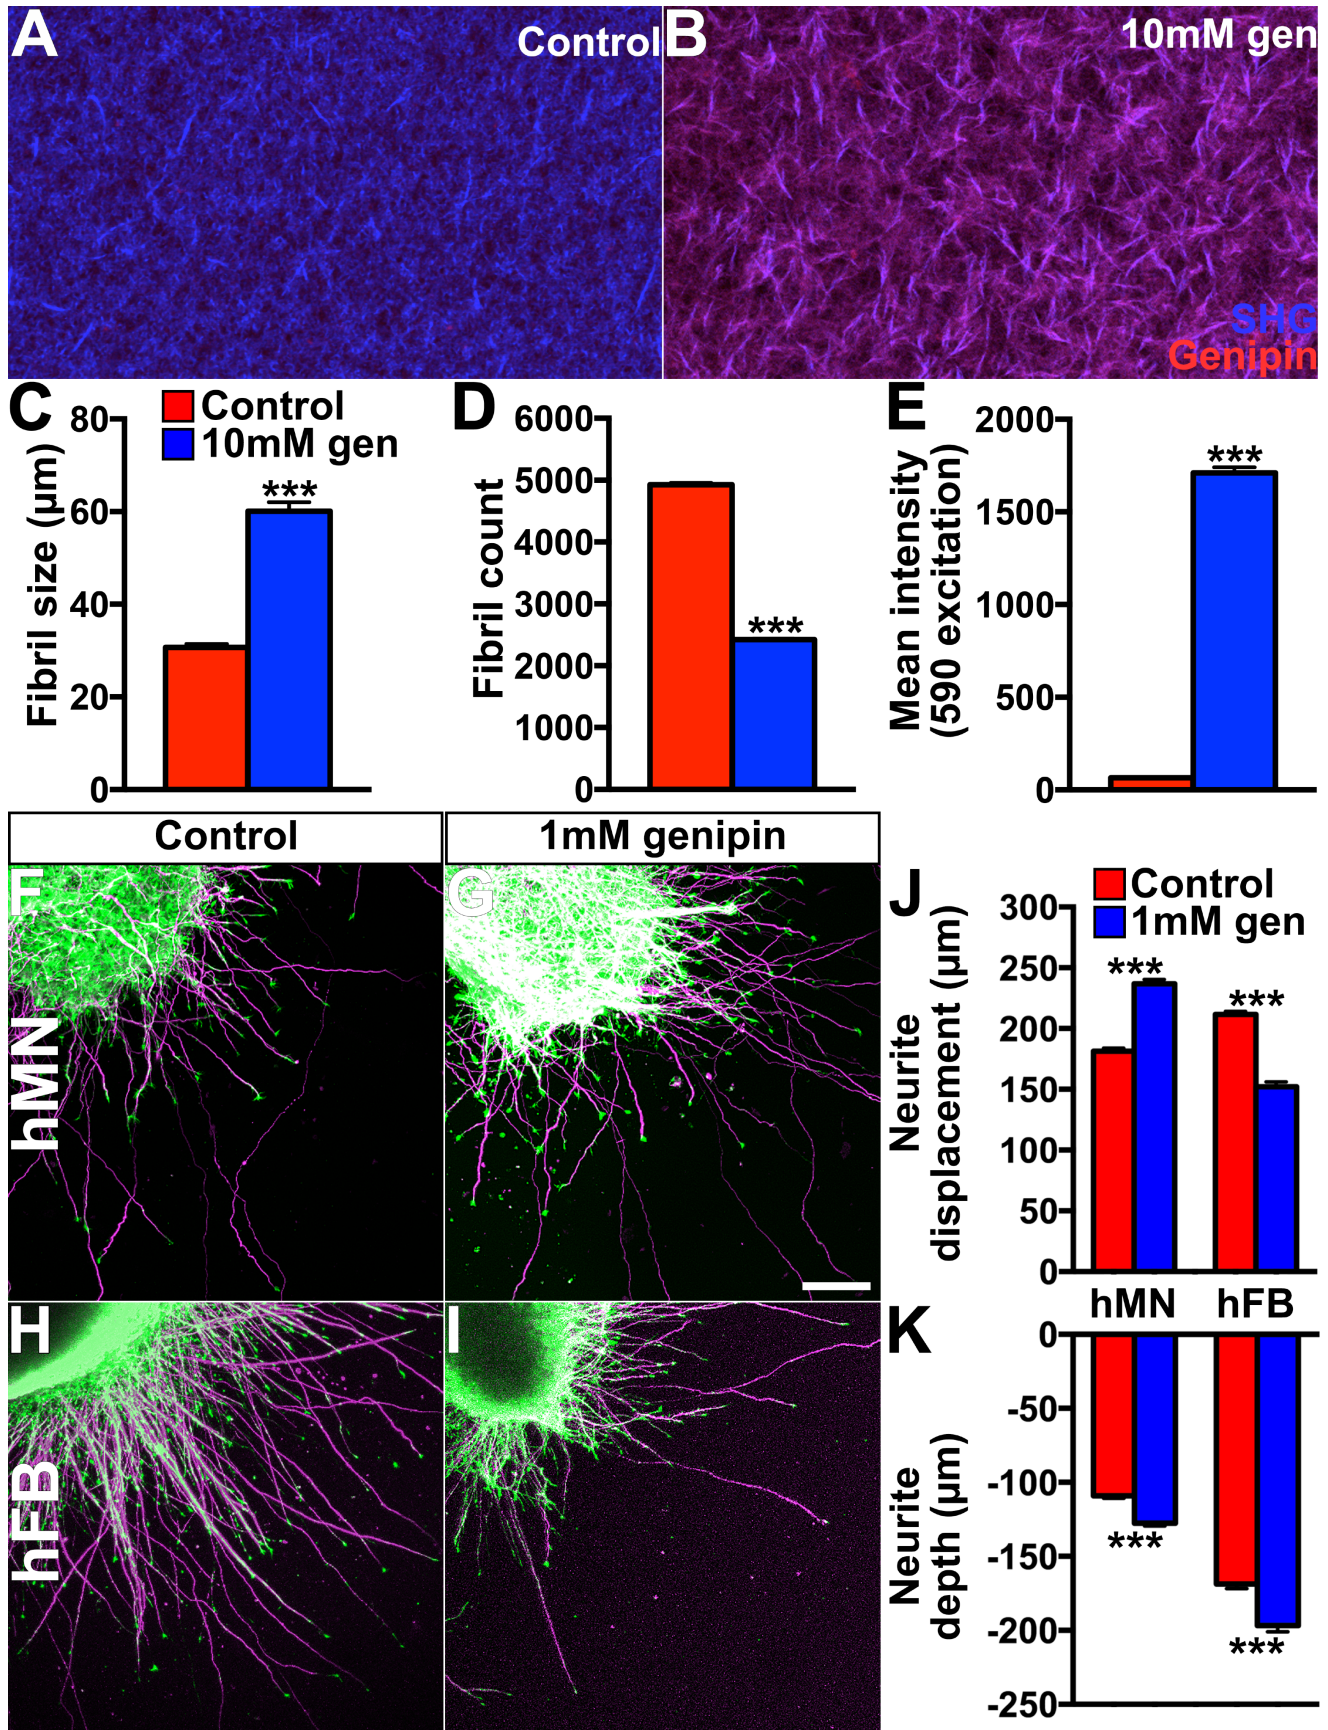 A
Control
B
10mM gen
SHG
Genipin
C
Control
10mM gen
Fibril size (µm)
80
60
40
20
0
***
D
Fibril count
6000
5000
4000
3000
2000
1000
0
***
E
Mean intensity
(590 excitation)
2000
1500
1000
500
0
***
Control
1mM genipin
hMN
F
G
hFB
H
I
J
Control
1mM gen
Neurite
displacement (µm)
300
250
200
150
100
50
0
***
***
hMN
hFB
K
Neurite
depth (µm)
0
-50
-100
-150
-200
-250
***
***